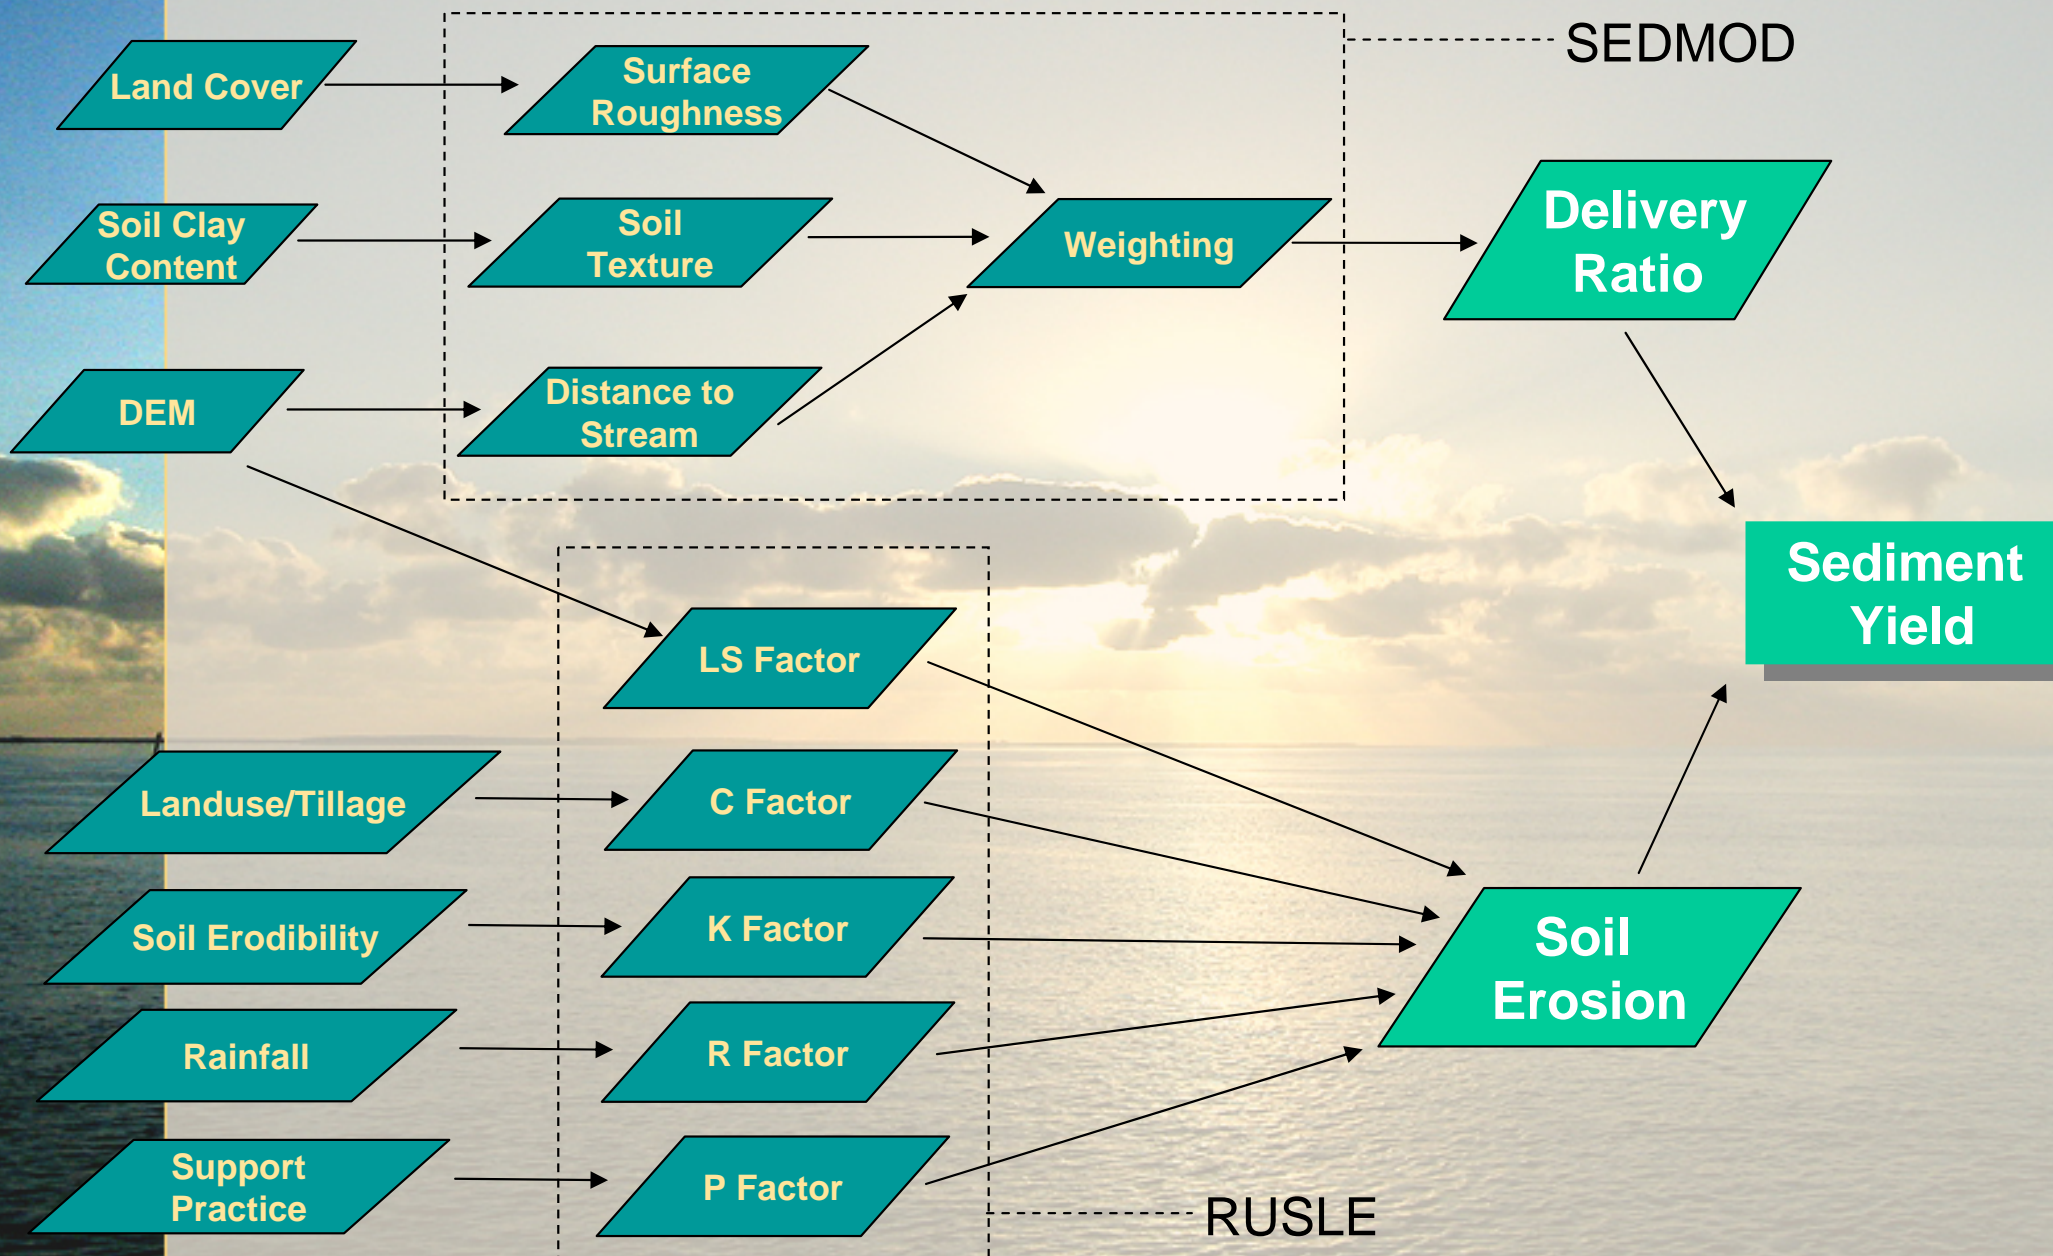 SEDMOD
Land Cover
Surface
Roughness
Soil Clay
Content
Soil
Texture
Weighting
Delivery
Ratio
DEM
Distance to
Stream
Sediment
Yield
LS Factor
Landuse/Tillage
C Factor
Soil Erodibility
K Factor
Soil
Erosion
Rainfall
R Factor
Support
Practice
P Factor
RUSLE